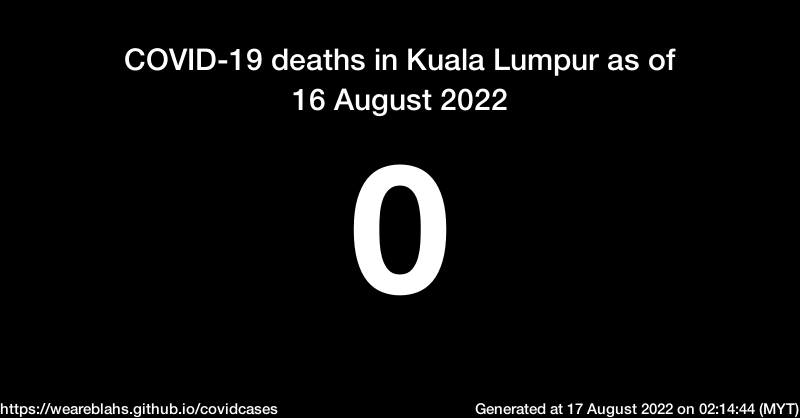 COVID-19 deaths in Kuala Lumpur as of
16 August 2022
0
https://weareblahs.github.io/covidcases
Generated at 17 August 2022 on 02:14:44 (MYT)